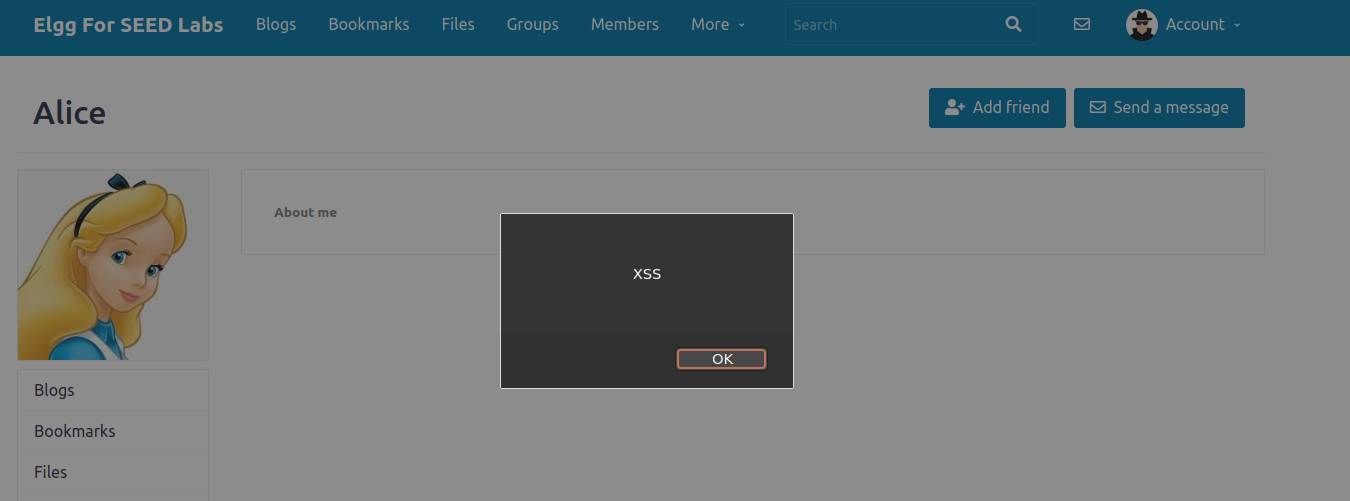 Elgg For SEED Labs Blogs Bookmarks Files Groups Members More Search Account
Alice Add friend Send a message
About me
XSS
OK
Blogs
Bookmarks
Files